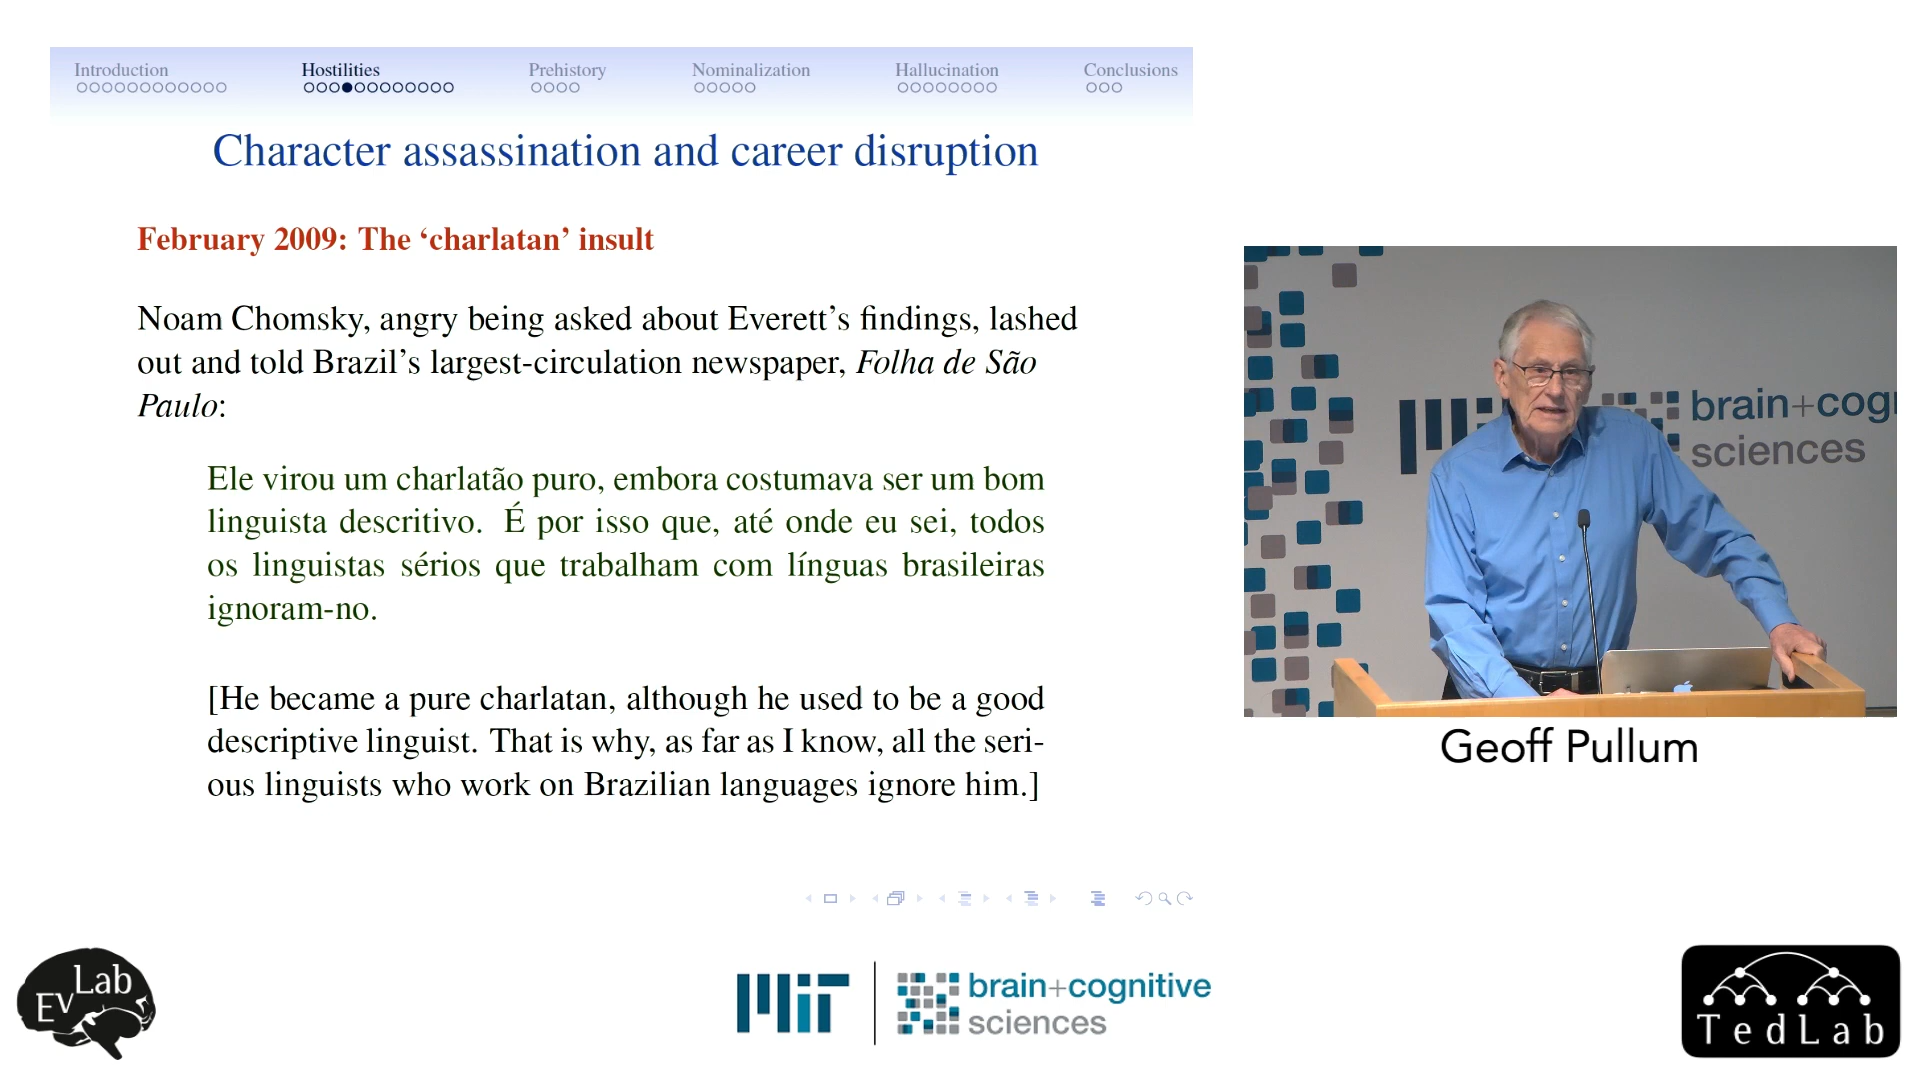 Introduction Hostilities Prehistory Nominalization Hallucination Conclusions
Character assassination and career disruption
February 2009: The ‘charlatan’ insult
Noam Chomsky, angry being asked about Everett’s findings, lashed
out and told Brazil’s largest-circulation newspaper, Folha de São
Paulo:
Ele virou um charlatão puro, embora costumava ser um bom
linguista descritivo. É por isso que, até onde eu sei, todos
os linguistas sérios que trabalham com línguas brasileiras
ignoram-no.
[He became a pure charlatan, although he used to be a good
descriptive linguist. That is why, as far as I know, all the seri-
ous linguists who work on Brazilian languages ignore him.]
brain+cogn
sciences
Geoff Pullum
EV Lab
MIT
brain+cognitive
sciences
TedLab